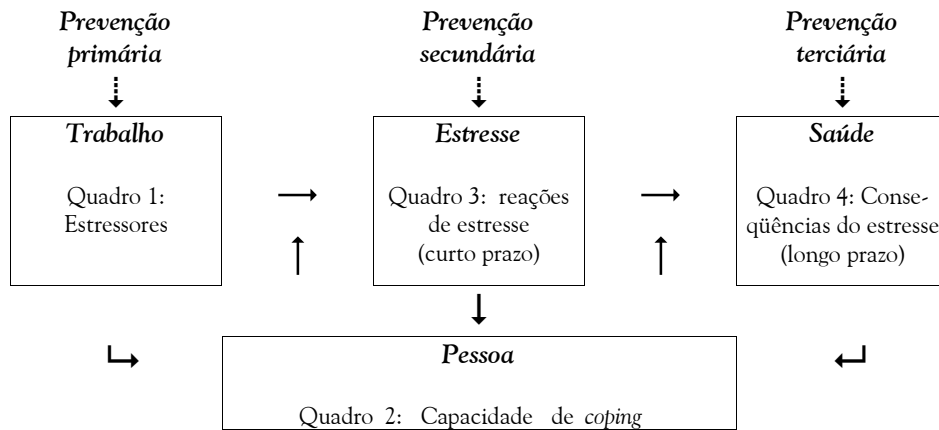 Prevenção
primária
Prevenção
secundária
Prevenção
terciária
Trabalho
Quadro 1:
Estressores
Estresse
Quadro 3: reações
de estresse
(curto prazo)
Saúde
Quadro 4: Conse-
qüências do estresse
(longo prazo)
Pessoa
Quadro 2: Capacidade de coping